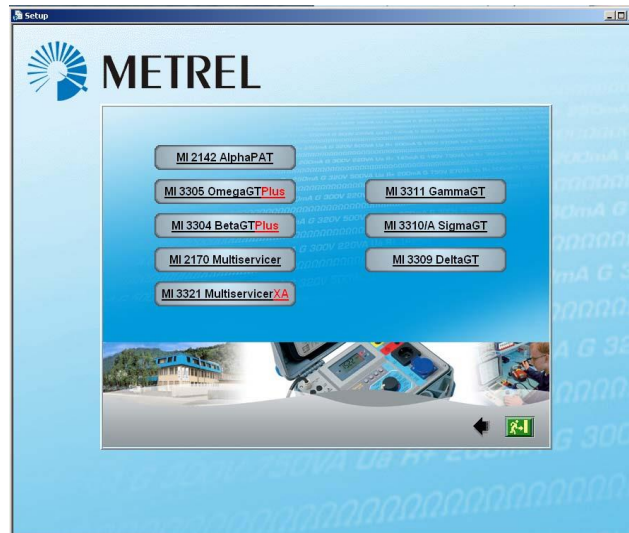 Setup
METREL
MI 2142 AlphaPAT
MI 3305 OmegaGTPlus
MI 3304 BetaGTPlus
MI 2170 Multiservicer
MI 3321 MultiservicerXA
MI 3311 GammaGT
MI 3310/A SigmaGT
MI 3309 DeltaGT